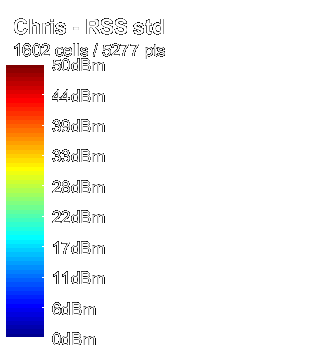 Chris - RSS std
1602 cells / 5277 pts
50dBm
44dBm
39dBm
33dBm
28dBm
22dBm
17dBm
11dBm
6dBm
0dBm